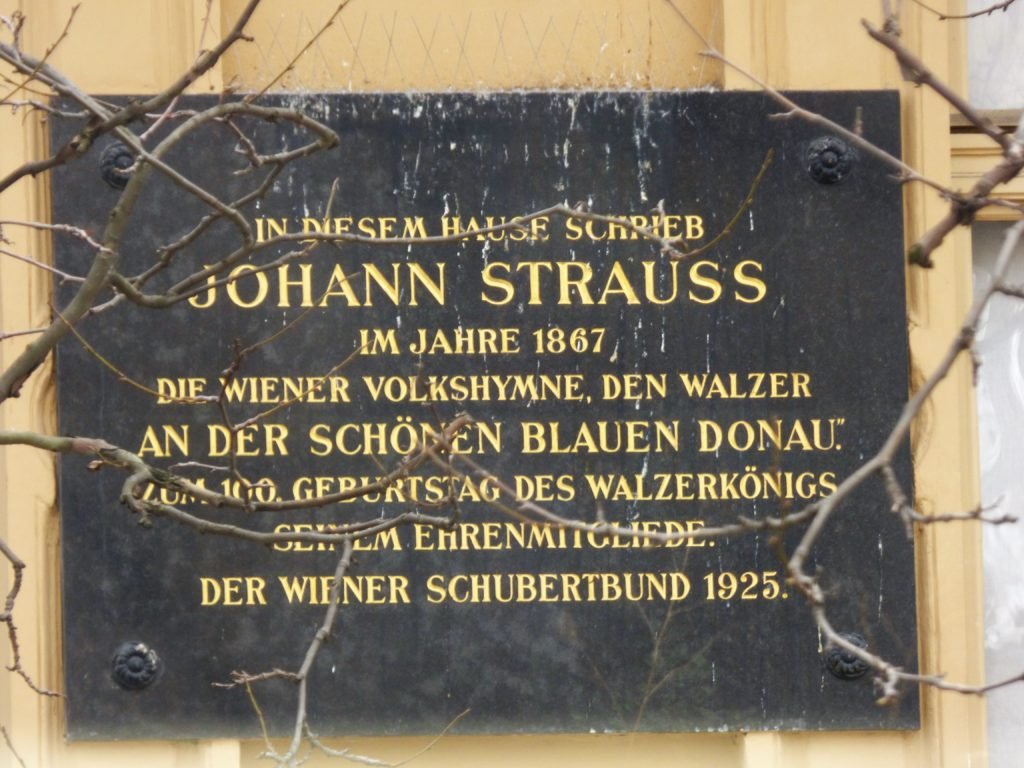 IN DIESEM HAUSE SCHRIEB
JOHANN STRAUSS
IM JAHRE 1867
DIE WIENER VOLKSHYMNE, DEN WALZER
AN DER SCHÖNEN BLAUEN DONAU."
ZUM 100. GEBURTSTAG DES WALZERKÖNIGS
SEINEM EHRENMITGLIEDE.
DER WIENER SCHUBERTBUND 1925.